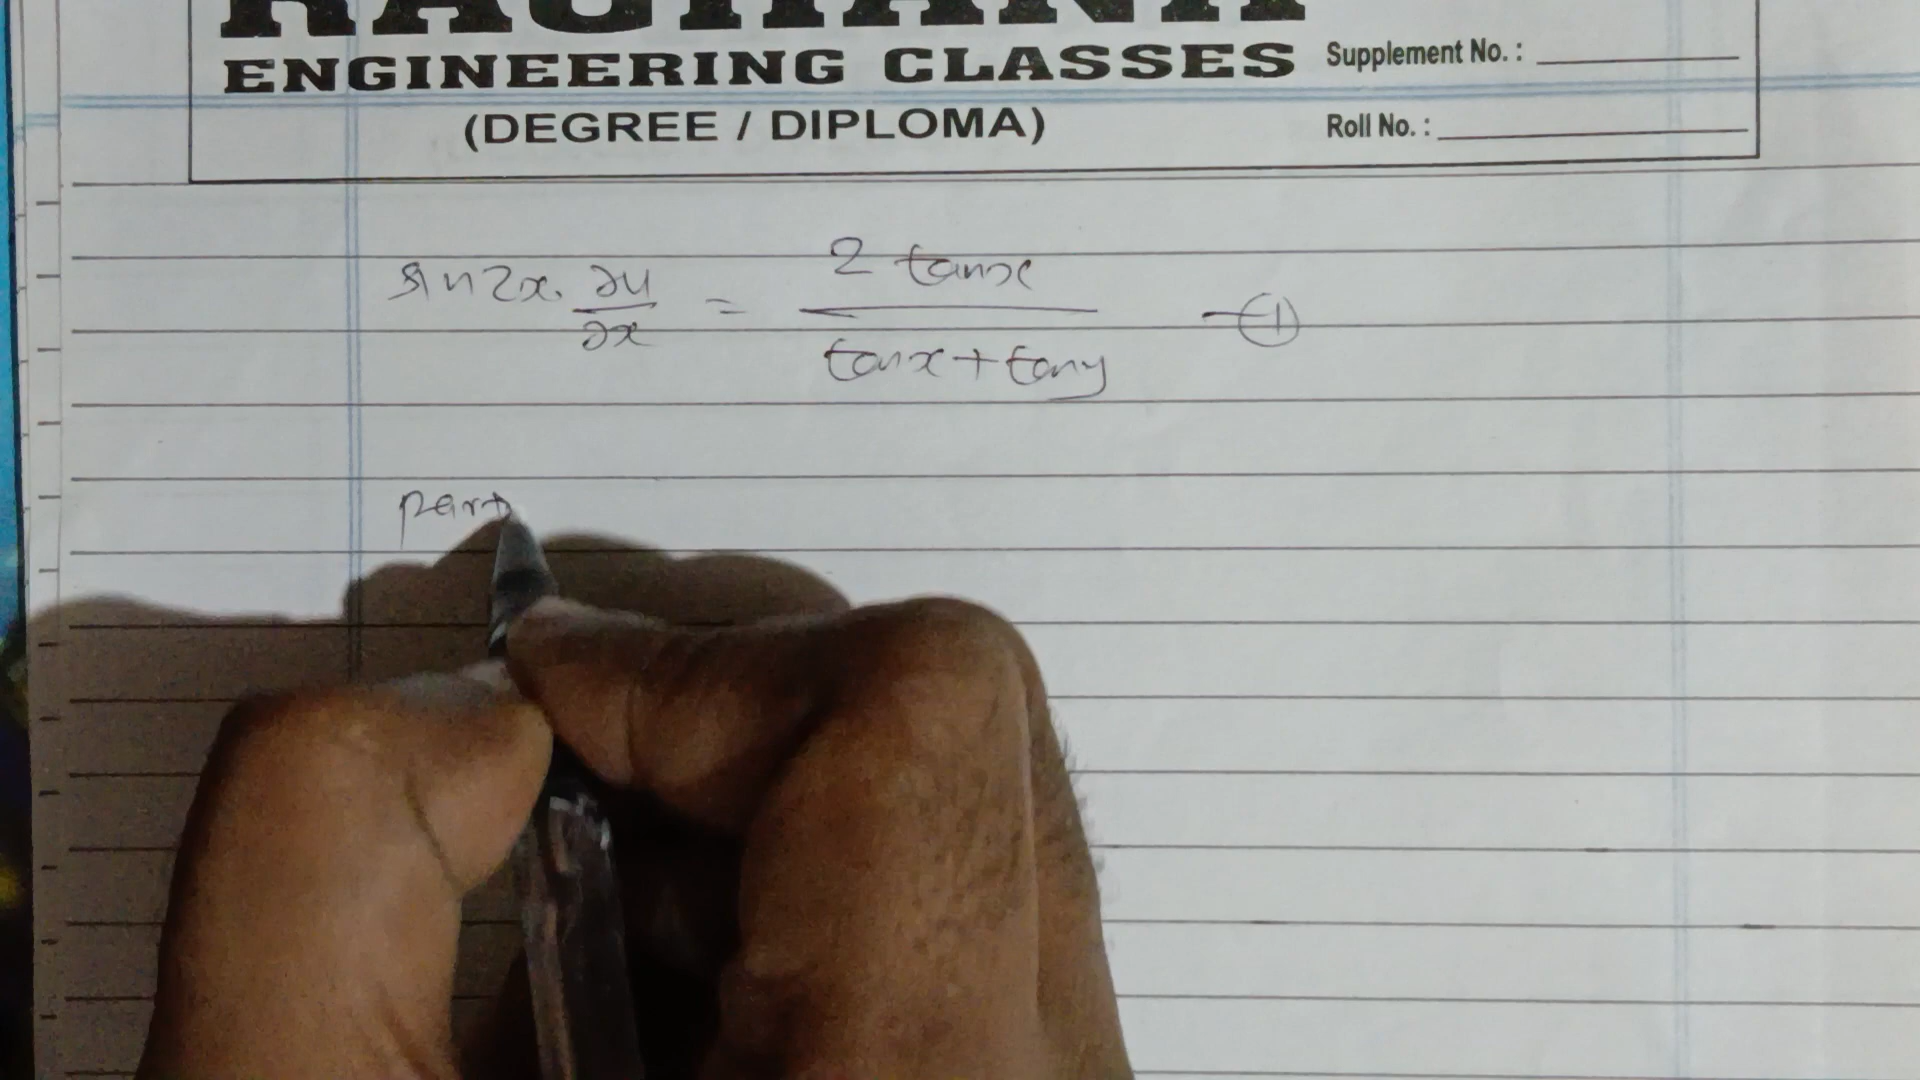 ENGINEERING CLASSES
(DEGREE / DIPLOMA)
Supplement No. :
Roll No. :
sin2x. ∂u/∂x = 2 tanx / tanx + tany — ①
part